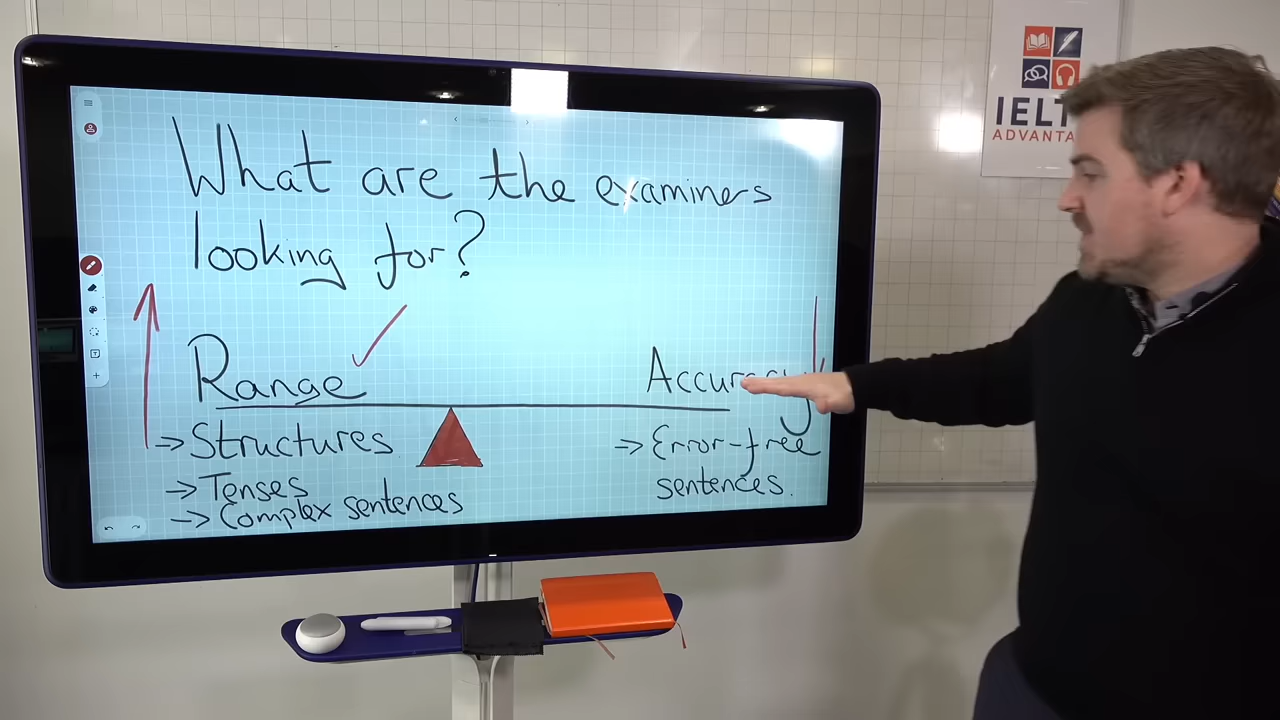 What are the examiners
looking for?
Range
Accuracy
→ Structures
→ Tenses
→ Complex sentences
→ Error-free
sentences.
IELT
ADVANTA